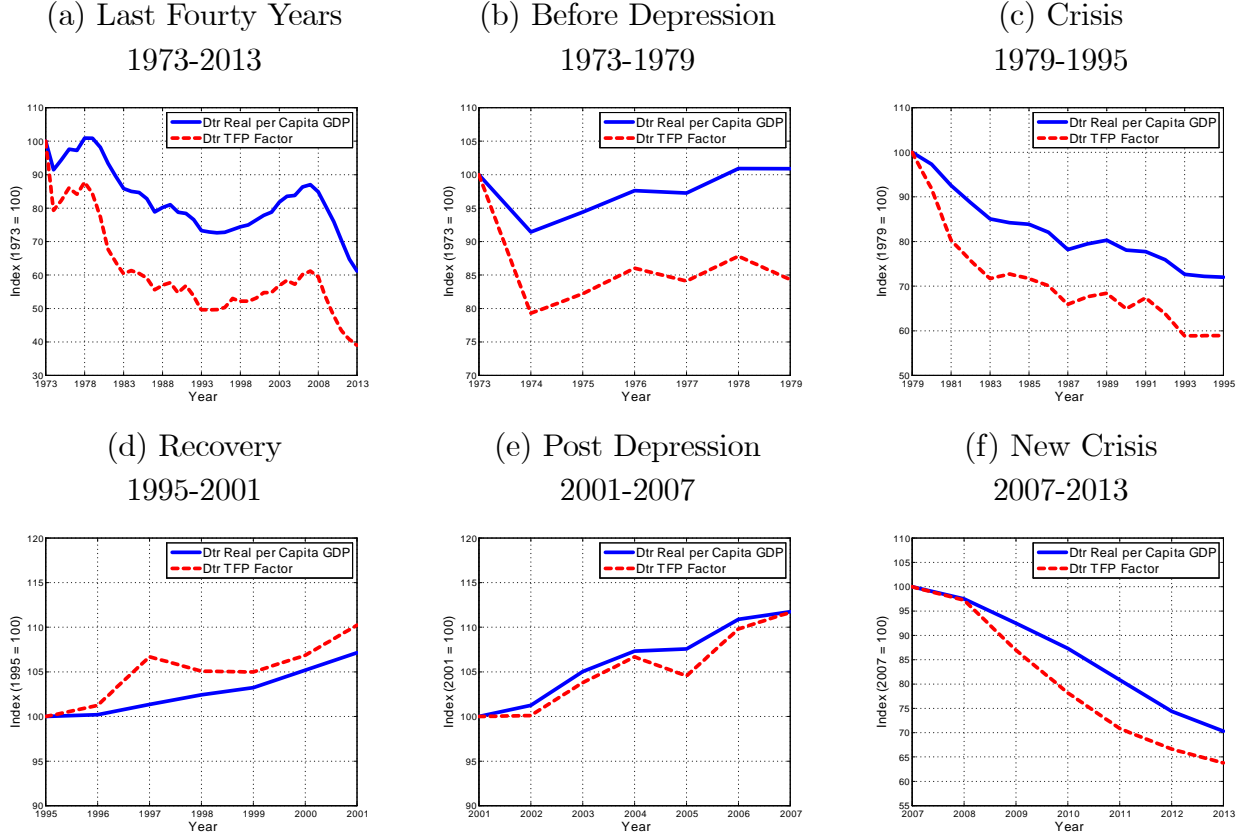 (a) Last Fourty Years
1973-2013
110
100
90
80
70
60
50
40
30
Index (1973 = 100)
Dtr Real per Capita GDP
Dtr TFP Factor
1973 1978 1983 1988 1993 1998 2003 2008 2013
Year
(b) Before Depression
1973-1979
110
105
100
95
90
85
80
75
70
Index (1973 = 100)
Dtr Real per Capita GDP
Dtr TFP Factor
1973 1974 1975 1976 1977 1978 1979
Year
(c) Crisis
1979-1995
110
100
90
80
70
60
50
Index (1979 = 100)
Dtr Real per Capita GDP
Dtr TFP Factor
1979 1981 1983 1985 1987 1989 1991 1993 1995
Year
(d) Recovery
1995-2001
120
115
110
105
100
95
90
Index (1995 = 100)
Dtr Real per Capita GDP
Dtr TFP Factor
1995 1996 1997 1998 1999 2000 2001
Year
(e) Post Depression
2001-2007
120
115
110
105
100
95
90
Index (2001 = 100)
Dtr Real per Capita GDP
Dtr TFP Factor
2001 2002 2003 2004 2005 2006 2007
Year
(f) New Crisis
2007-2013
110
105
100
95
90
85
80
75
70
65
60
55
Index (2007 = 100)
Dtr Real per Capita GDP
Dtr TFP Factor
2007 2008 2009 2010 2011 2012 2013
Year